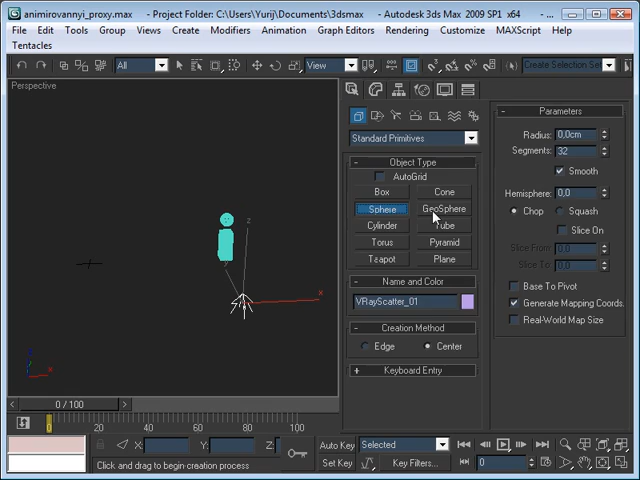 animirovannyi_proxy.max - Project Folder: C:\Users\Yurij\Documents\3dsmax - Autodesk 3ds Max 2009 SP1 x64 - ...
File Edit Tools Group Views Create Modifiers Animation Graph Editors Rendering Customize MAXScript Help
Tentacles
All View Create Selection Set
Perspective
z
y
x
z
x
Standard Primitives
Object Type
AutoGrid
Box Cone
Sphere GeoSphere
Cylinder Tube
Torus Pyramid
Teapot Plane
Name and Color
VRayScatter_01
Creation Method
Edge Center
Keyboard Entry
Parameters
Radius: 0,0cm
Segments: 32
Smooth
Hemisphere: 0,0
Chop Squash
Slice On
Slice From:
Slice To:
Base To Pivot
Generate Mapping Coords.
Real-World Map Size
0 / 100
0 20 40 60 80 100
X: Y: Z:
Click and drag to begin creation process
Auto Key Selected
Set Key Key Filters... 0